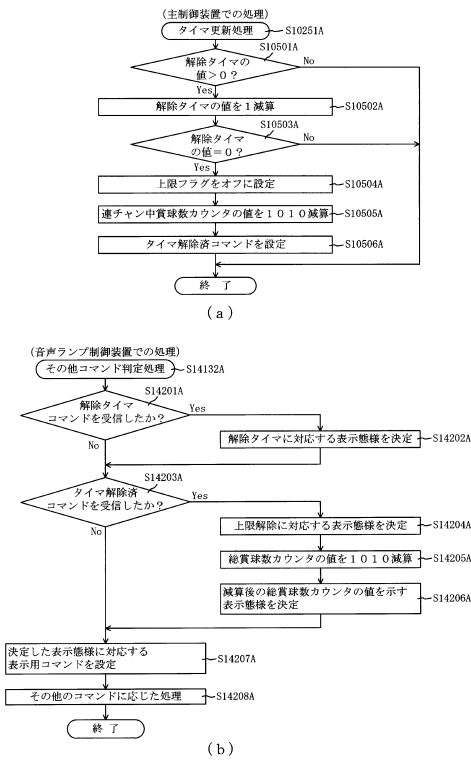 (主制御装置での処理)
タイマ更新処理
S10251A
S10501A
解除タイマの
値＞０？
No
Yes
解除タイマの値を１減算
S10502A
S10503A
解除タイマ
の値＝０？
No
Yes
上限フラグをオフに設定
S10504A
連チャン中賞球数カウンタの値を１０１０減算
S10505A
タイマ解除済コマンドを設定
S10506A
終 了
(a)
(音声ランプ制御装置での処理)
その他コマンド判定処理
S14132A
S14201A
解除タイマ
コマンドを受信したか？
Yes
No
解除タイマに対応する表示態様を決定
S14202A
S14203A
タイマ解除済
コマンドを受信したか？
Yes
No
上限解除に対応する表示態様を決定
S14204A
総賞球数カウンタの値を１０１０減算
S14205A
減算後の総賞球数カウンタの値を示す
表示態様を決定
S14206A
決定した表示態様に対応する
表示用コマンドを設定
S14207A
その他のコマンドに応じた処理
S14208A
終 了
(b)